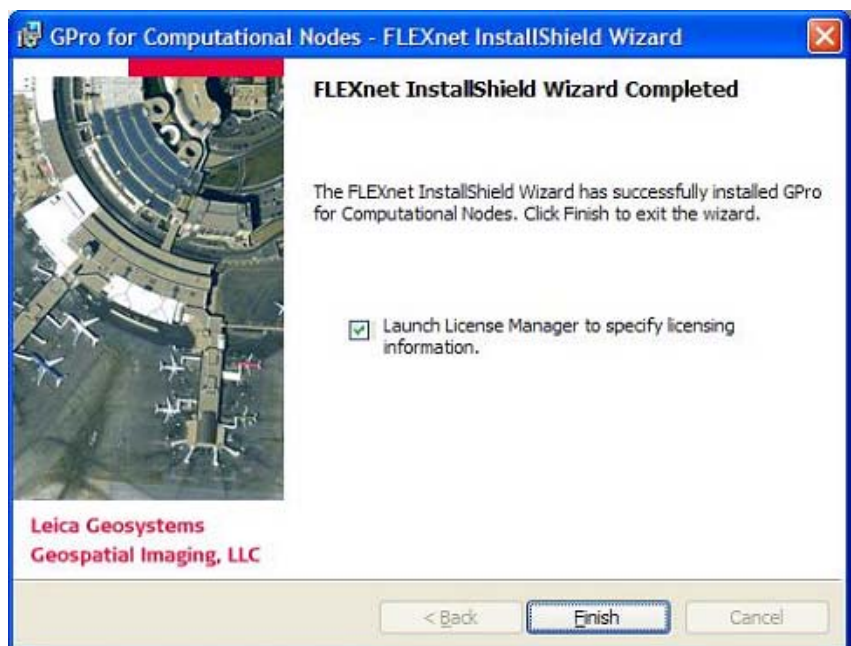 GPro for Computational Nodes - FLEXnet InstallShield Wizard
FLEXnet InstallShield Wizard Completed
The FLEXnet InstallShield Wizard has successfully installed GPro
for Computational Nodes. Click Finish to exit the wizard.
Launch License Manager to specify licensing
information.
Leica Geosystems
Geospatial Imaging, LLC
< Back
Finish
Cancel